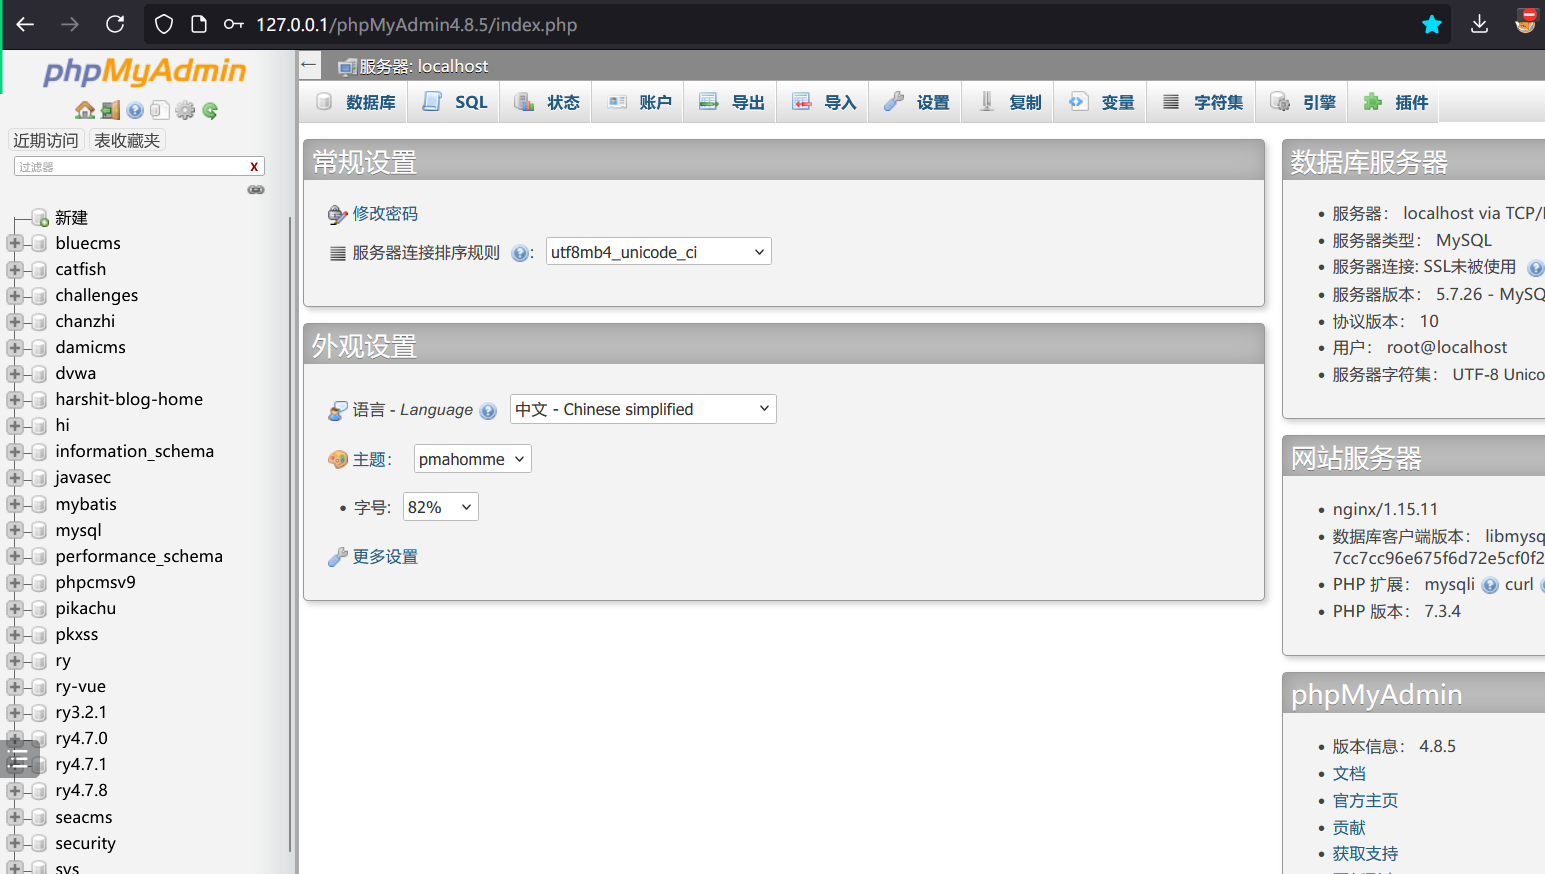 127.0.0.1/phpMyAdmin4.8.5/index.php
phpMyAdmin
近期访问 表收藏夹
过滤器 X
新建
bluecms
catfish
challenges
chanzhi
damicms
dvwa
harshit-blog-home
hi
information_schema
javasec
mybatis
mysql
performance_schema
phpcmsv9
pikachu
pkxss
ry
ry-vue
ry3.2.1
ry4.7.0
ry4.7.1
ry4.7.8
seacms
security
sys
服务器: localhost
数据库 SQL 状态 账户 导出 导入 设置 复制 变量 字符集 引擎 插件
常规设置
修改密码
服务器连接排序规则 : utf8mb4_unicode_ci
外观设置
语言 - Language 中文 - Chinese simplified
主题: pmahomme
• 字号: 82%
更多设置
数据库服务器
• 服务器: localhost via TCP/I
• 服务器类型: MySQL
• 服务器连接: SSL未被使用
• 服务器版本: 5.7.26 - MySQ
• 协议版本: 10
• 用户: root@localhost
• 服务器字符集: UTF-8 Unico
网站服务器
• nginx/1.15.11
• 数据库客户端版本: libmysq
7cc7cc96e675f6d72e5cf0f2
• PHP 扩展: mysqli curl
• PHP 版本: 7.3.4
phpMyAdmin
• 版本信息: 4.8.5
• 文档
• 官方主页
• 贡献
• 获取支持